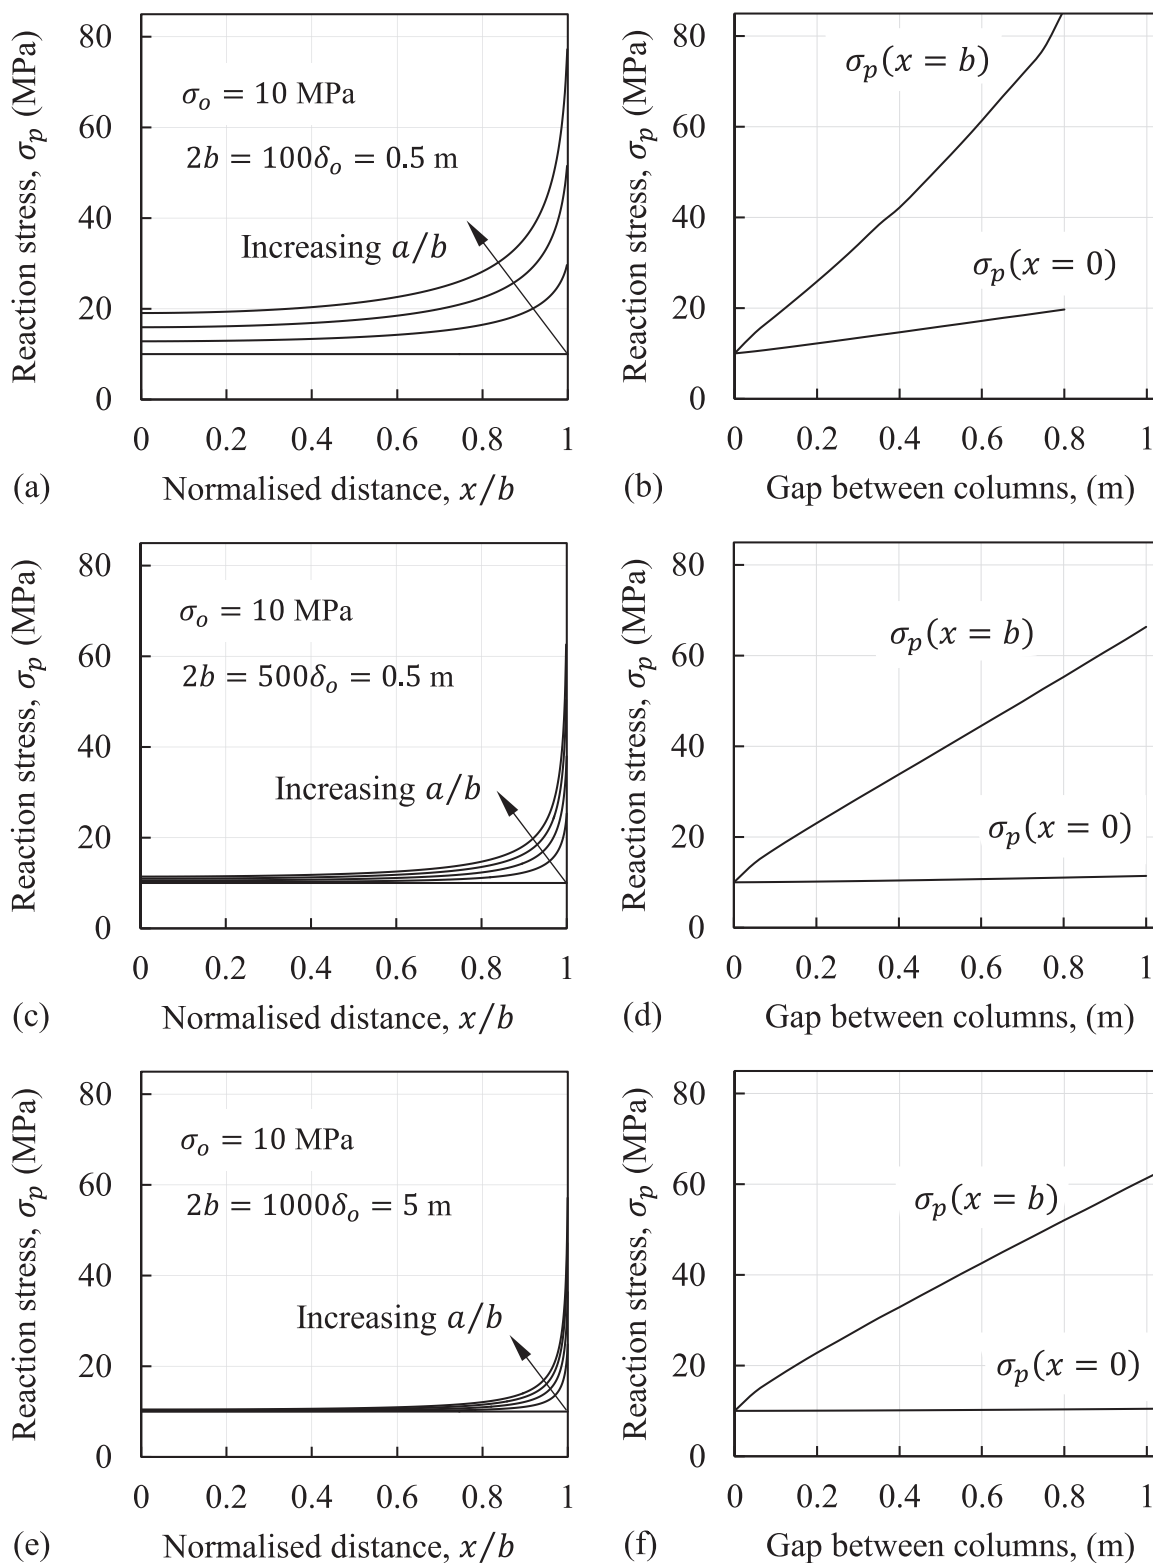 Reaction stress, σp (MPa)
80
60
40
20
0
σo = 10 MPa
2b = 100δo = 0.5 m
Increasing a/b
0 0.2 0.4 0.6 0.8 1
(a) Normalised distance, x/b
Reaction stress, σp (MPa)
80
60
40
20
0
σp(x = b)
σp(x = 0)
0 0.2 0.4 0.6 0.8 1
(b) Gap between columns, (m)
Reaction stress, σp (MPa)
80
60
40
20
0
σo = 10 MPa
2b = 500δo = 0.5 m
Increasing a/b
0 0.2 0.4 0.6 0.8 1
(c) Normalised distance, x/b
Reaction stress, σp (MPa)
80
60
40
20
0
σp(x = b)
σp(x = 0)
0 0.2 0.4 0.6 0.8 1
(d) Gap between columns, (m)
Reaction stress, σp (MPa)
80
60
40
20
0
σo = 10 MPa
2b = 1000δo = 5 m
Increasing a/b
0 0.2 0.4 0.6 0.8 1
(e) Normalised distance, x/b
Reaction stress, σp (MPa)
80
60
40
20
0
σp(x = b)
σp(x = 0)
0 0.2 0.4 0.6 0.8 1
(f) Gap between columns, (m)